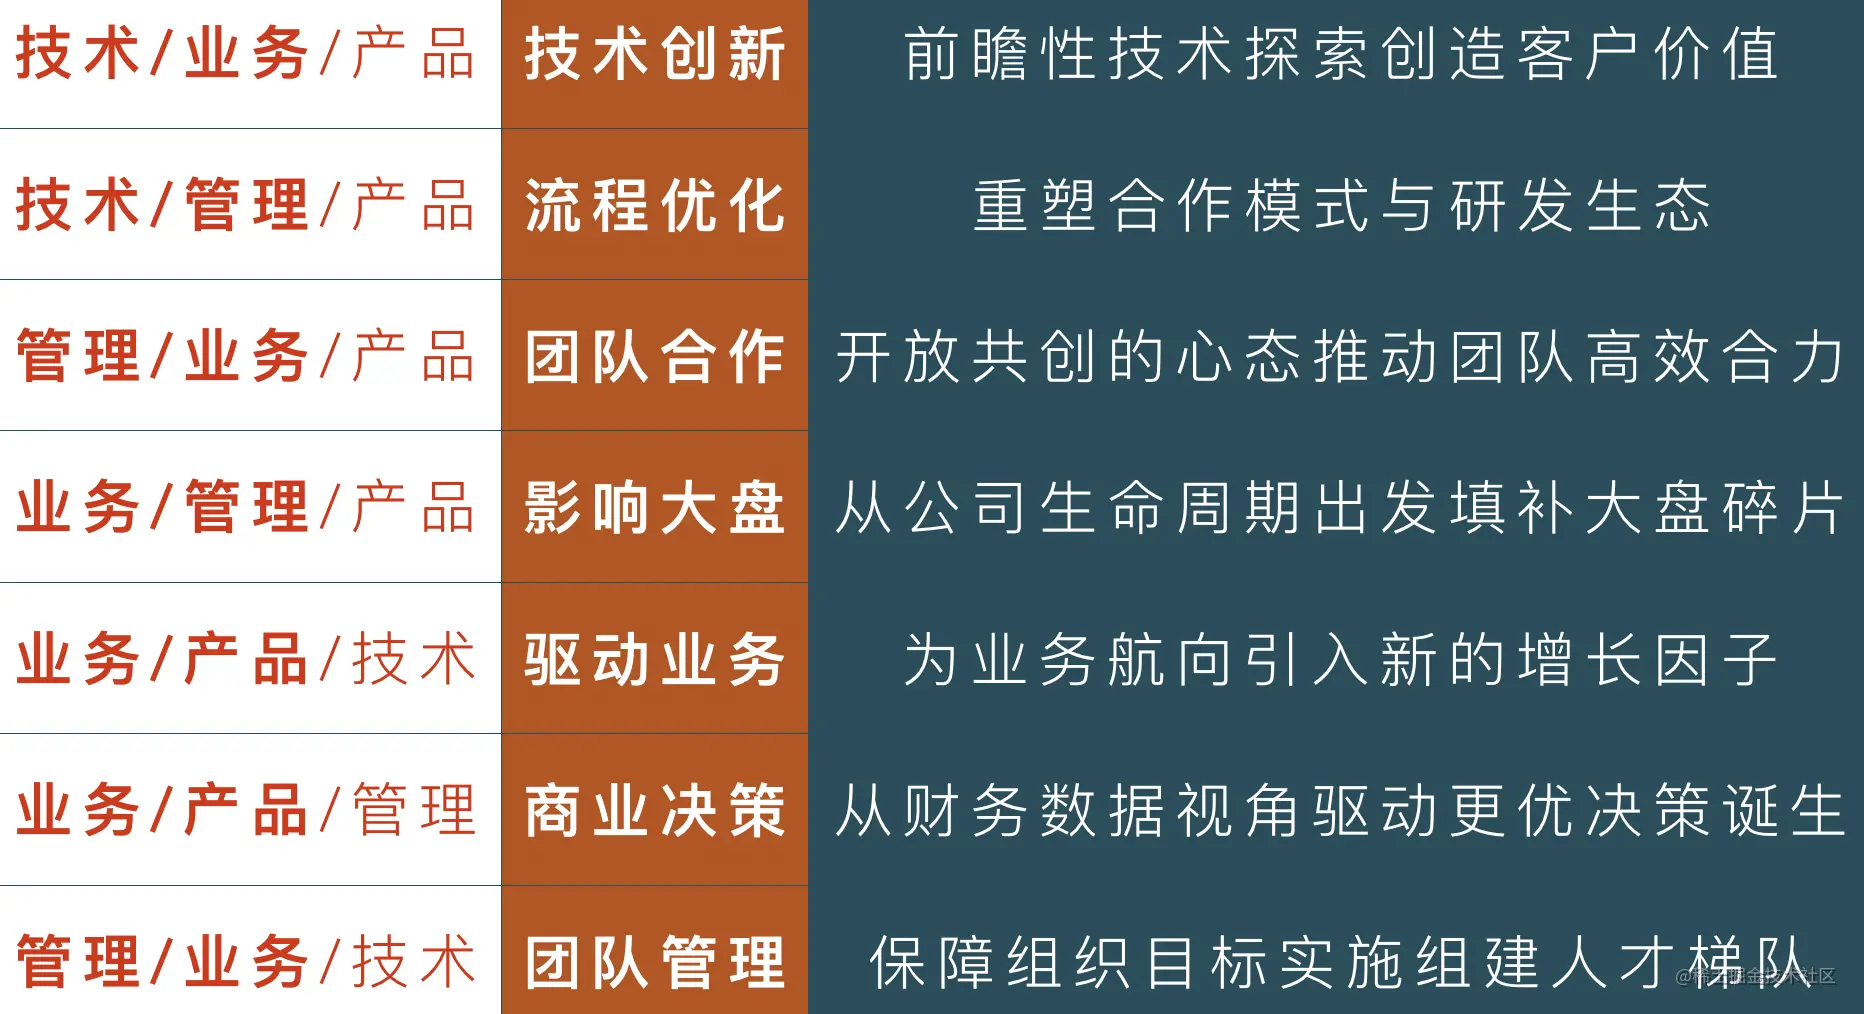 技术/业务/产品 技术创新 前瞻性技术探索创造客户价值
技术/管理/产品 流程优化 重塑合作模式与研发生态
管理/业务/产品 团队合作 开放共创的心态推动团队高效合力
业务/管理/产品 影响大盘 从公司生命周期出发填补大盘碎片
业务/产品/技术 驱动业务 为业务航向引入新的增长因子
业务/产品/管理 商业决策 从财务数据视角驱动更优决策诞生
管理/业务/技术 团队管理 保障组织目标实施组建人才梯队
@稀土掘金技术社区